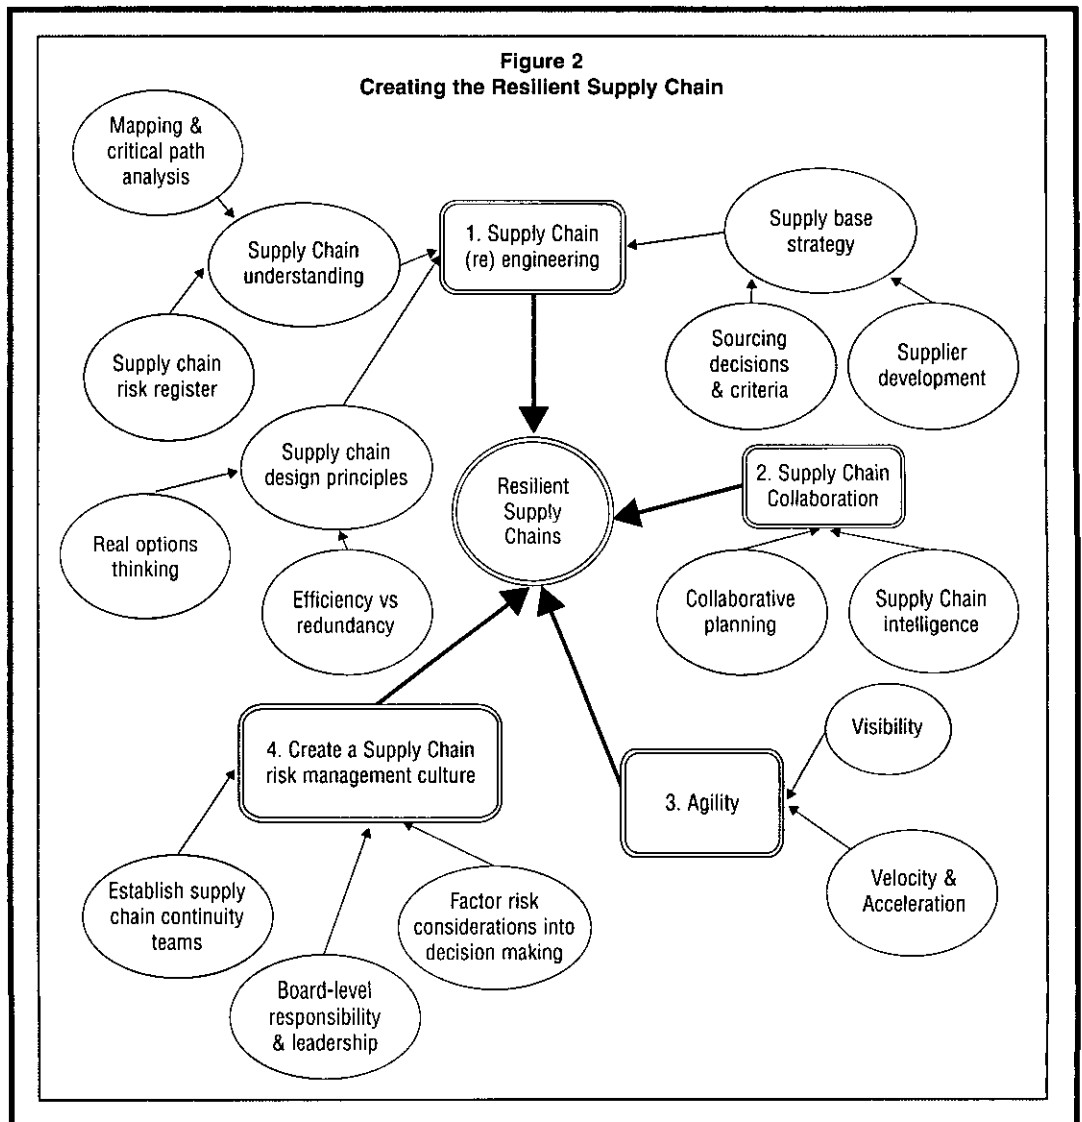 Figure 2
Creating the Resilient Supply Chain
Mapping &
critical path
analysis
Supply Chain
understanding
1. Supply Chain
(re) engineering
Supply base
strategy
Supply chain
risk register
Sourcing
decisions
& criteria
Supplier
development
Supply chain
design principles
Resilient
Supply
Chains
2. Supply Chain
Collaboration
Real options
thinking
Efficiency vs
redundancy
Collaborative
planning
Supply Chain
intelligence
4. Create a Supply Chain
risk management culture
3. Agility
Visibility
Velocity &
Acceleration
Establish supply
chain continuity
teams
Factor risk
considerations into
decision making
Board-level
responsibility
& leadership